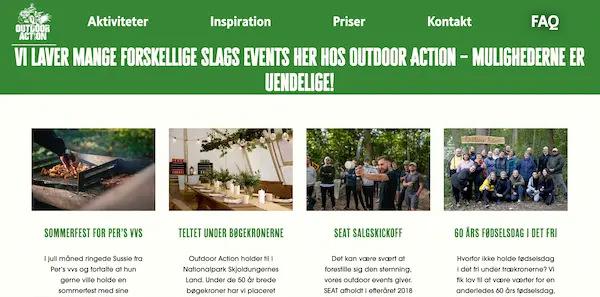 Aktiviteter Inspiration Priser Kontakt FAQ
OUTDOOR
ACTION
VI LAVER MANGE FORSKELLIGE SLAGS EVENTS HER HOS OUTDOOR ACTION – MULIGHEDERNE ER
UENDELIGE!
SOMMERFEST FOR PER'S VVS
I juli måned ringede Sussie fra
Per's vvs og fortalte at hun
gerne ville holde en
sommerfest med sine
TELTET UNDER BØGEKRONERNE
Outdoor Action holder til i
Nationalpark Skjoldungernes
Land. Under de 50 år brede
bøgekroner har vi placeret
SEAT SALGSKICKOFF
Det kan være svært at
forestille sig den stemning,
vores outdoor events giver.
SEAT afholdt i efteråret 2018
60 ÅRS FØDSELSDAG I DET FRI
Hvorfor ikke holde fødselsdag
i det fri under trækronerne? Vi
fik lov til at være værter for en
60 årige fødselsdag,